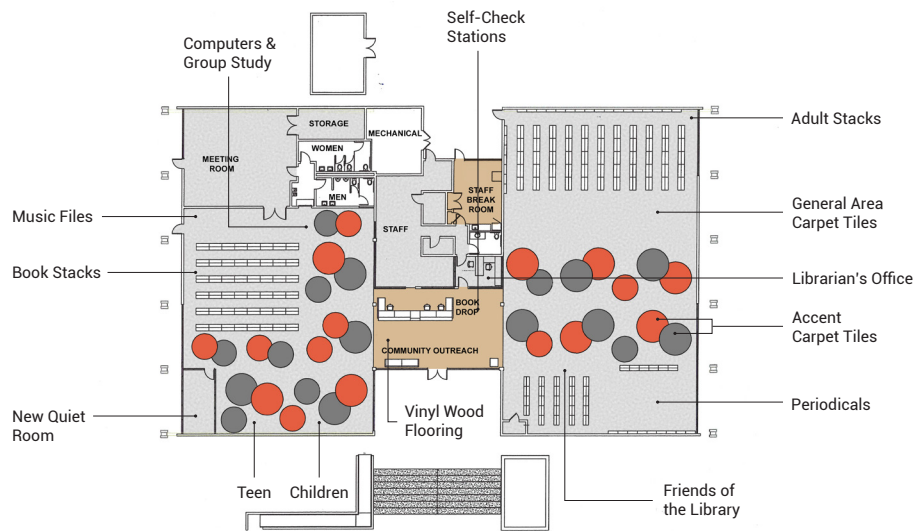 Self-Check
Stations
Computers &
Group Study
Adult Stacks
STORAGE
MECHANICAL
WOMEN
MEETING
ROOM
MEN
STAFF
BREAK
ROOM
General Area
Carpet Tiles
Music Files
STAFF
Book Stacks
Librarian's Office
BOOK
DROP
Accent
Carpet Tiles
COMMUNITY OUTREACH
New Quiet
Room
Vinyl Wood
Flooring
Periodicals
Teen
Children
Friends of
the Library